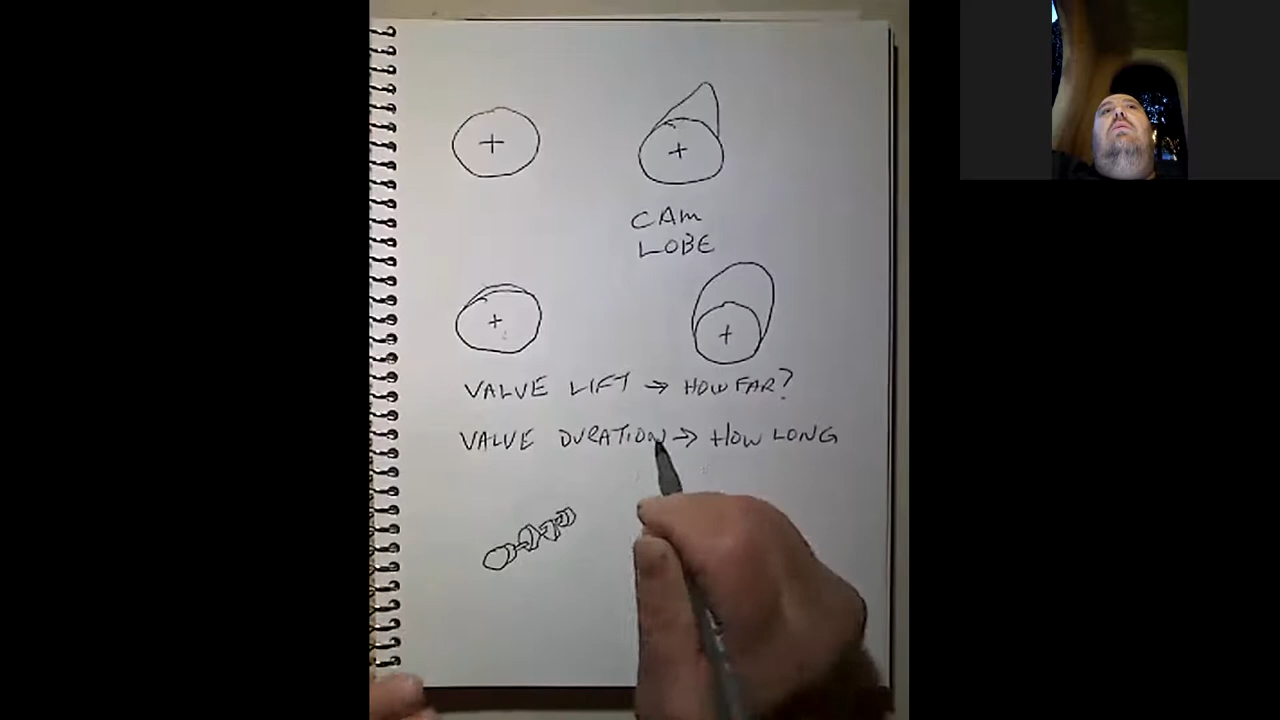 CAM
LOBE
VALVE LIFT → HOW FAR?
VALVE DURATION → HOW LONG